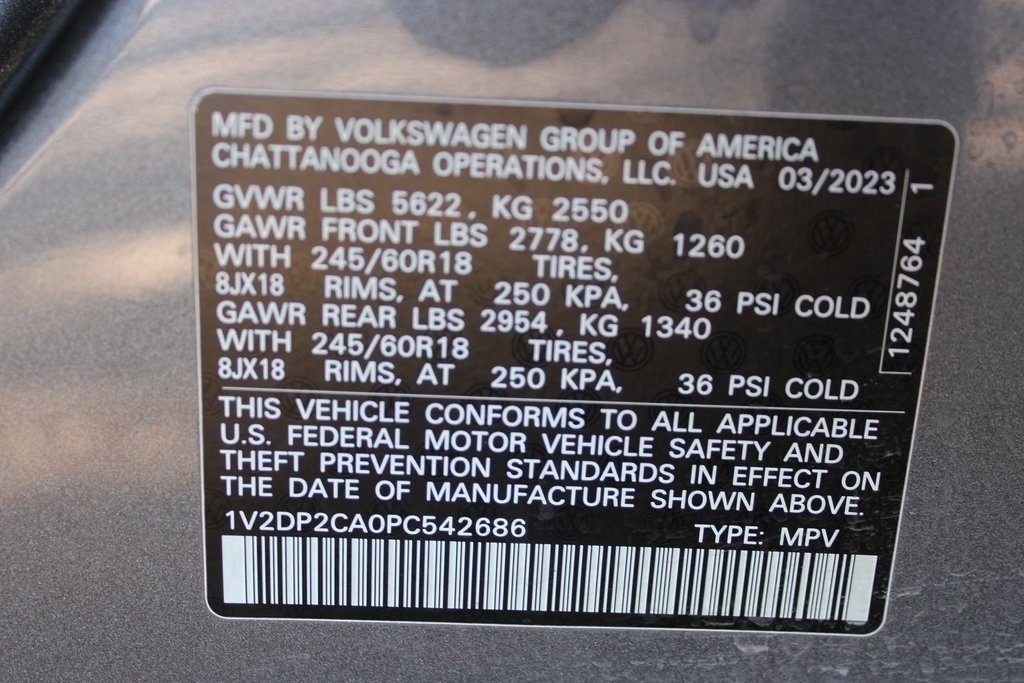 MFD BY VOLKSWAGEN GROUP OF AMERICA
CHATTANOOGA OPERATIONS, LLC. USA 03/2023
GVWR LBS 5622, KG 2550
GAWR FRONT LBS 2778, KG 1260
WITH 245/60R18 TIRES,
8JX18 RIMS, AT 250 KPA, 36 PSI COLD
GAWR REAR LBS 2954, KG 1340
WITH 245/60R18 TIRES,
8JX18 RIMS, AT 250 KPA, 36 PSI COLD
1248764 1
THIS VEHICLE CONFORMS TO ALL APPLICABLE
U.S. FEDERAL MOTOR VEHICLE SAFETY AND
THEFT PREVENTION STANDARDS IN EFFECT ON
THE DATE OF MANUFACTURE SHOWN ABOVE.
1V2DP2CA0PC542686 TYPE: MPV